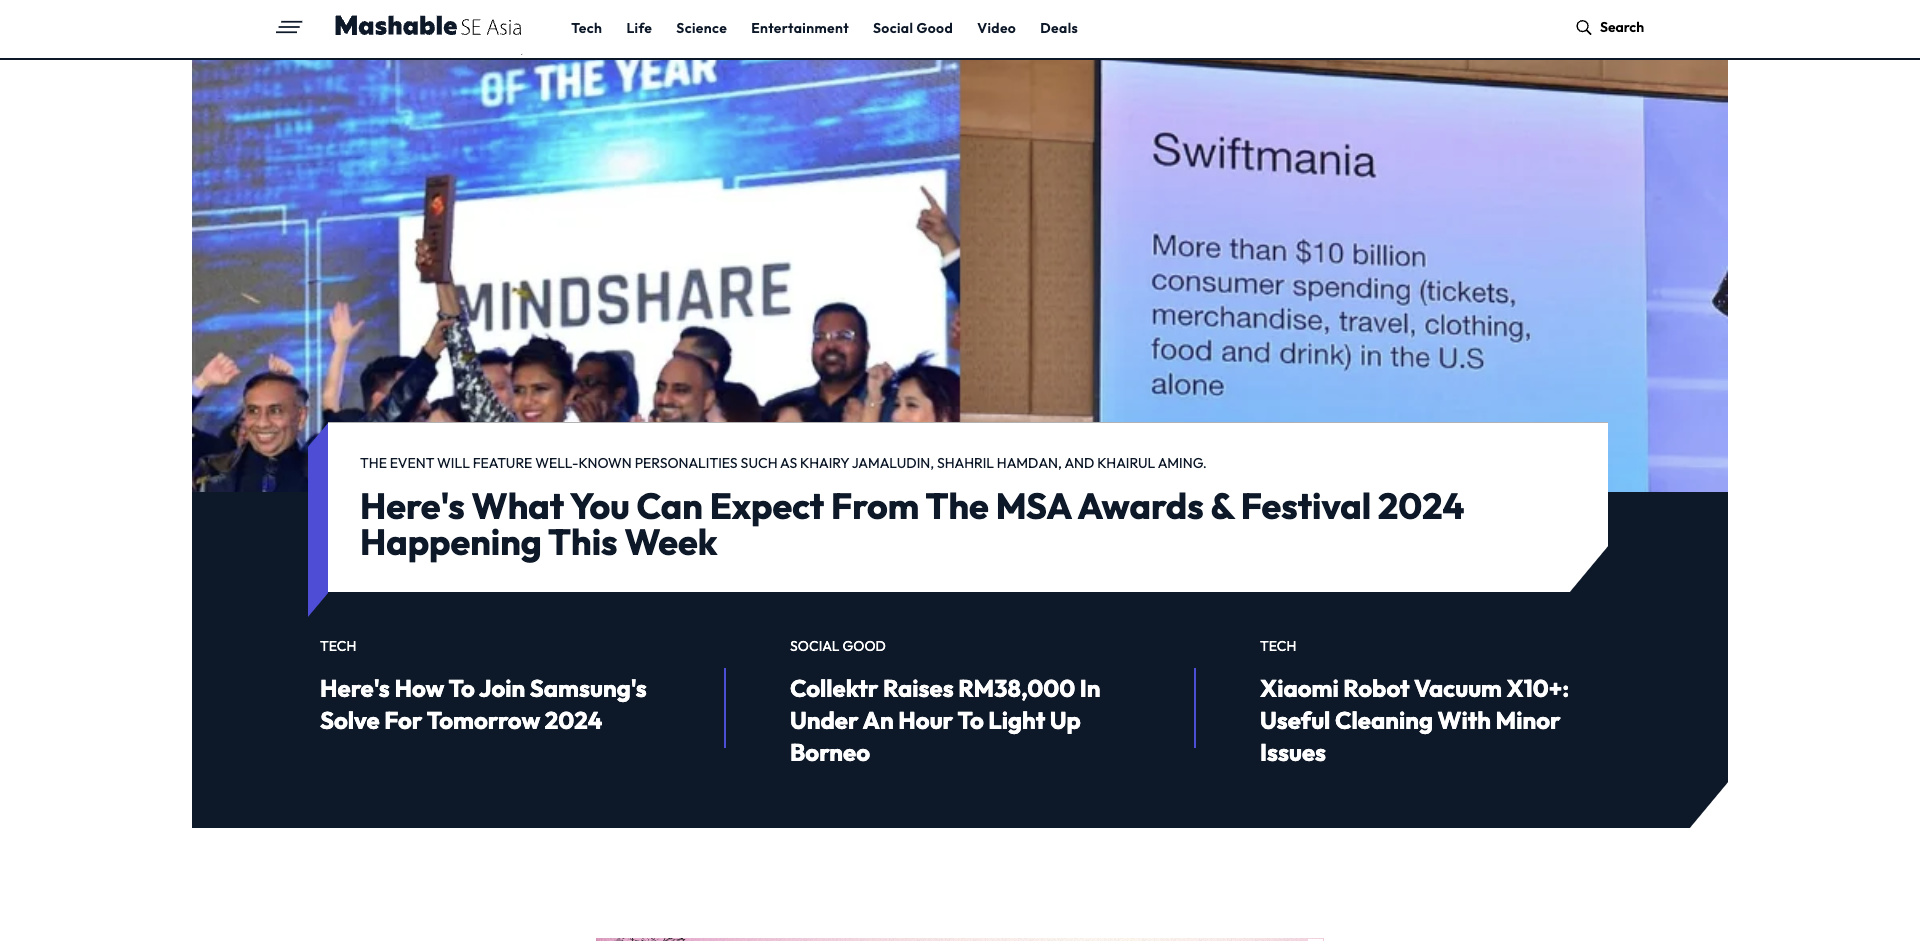 Mashable SE Asia
Tech Life Science Entertainment Social Good Video Deals
Search
OF THE YEAR
MINDSHARE
Swiftmania
More than $10 billion
consumer spending (tickets,
merchandise, travel, clothing,
food and drink) in the U.S
alone
THE EVENT WILL FEATURE WELL-KNOWN PERSONALITIES SUCH AS KHAIRY JAMALUDIN, SHAHRIL HAMDAN, AND KHAIRUL AMING.
Here's What You Can Expect From The MSA Awards & Festival 2024
Happening This Week
TECH
Here's How To Join Samsung's
Solve For Tomorrow 2024
SOCIAL GOOD
Collektr Raises RM38,000 In
Under An Hour To Light Up
Borneo
TECH
Xiaomi Robot Vacuum X10+:
Useful Cleaning With Minor
Issues